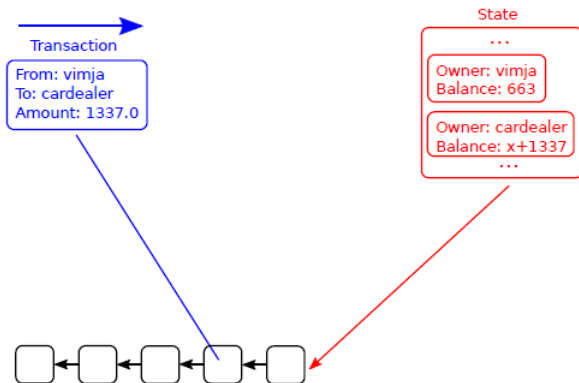 Transaction
From: vimja
To: cardealer
Amount: 1337.0
State
...
Owner: vimja
Balance: 663
Owner: cardealer
Balance: x+1337
...